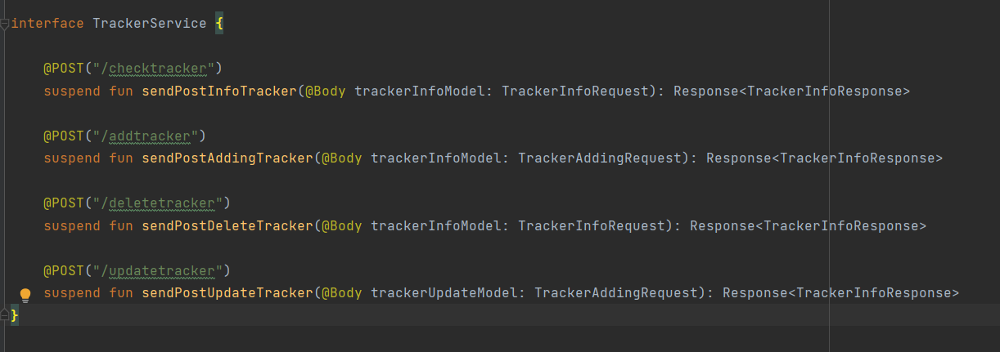 interface TrackerService {
@POST("/checktracker")
suspend fun sendPostInfoTracker(@Body trackerInfoModel: TrackerInfoRequest): Response<TrackerInfoResponse>
@POST("/addtracker")
suspend fun sendPostAddingTracker(@Body trackerInfoModel: TrackerAddingRequest): Response<TrackerInfoResponse>
@POST("/deletetracker")
suspend fun sendPostDeleteTracker(@Body trackerInfoModel: TrackerInfoRequest): Response<TrackerInfoResponse>
@POST("/updatetracker")
suspend fun sendPostUpdateTracker(@Body trackerUpdateModel: TrackerAddingRequest): Response<TrackerInfoResponse>
}